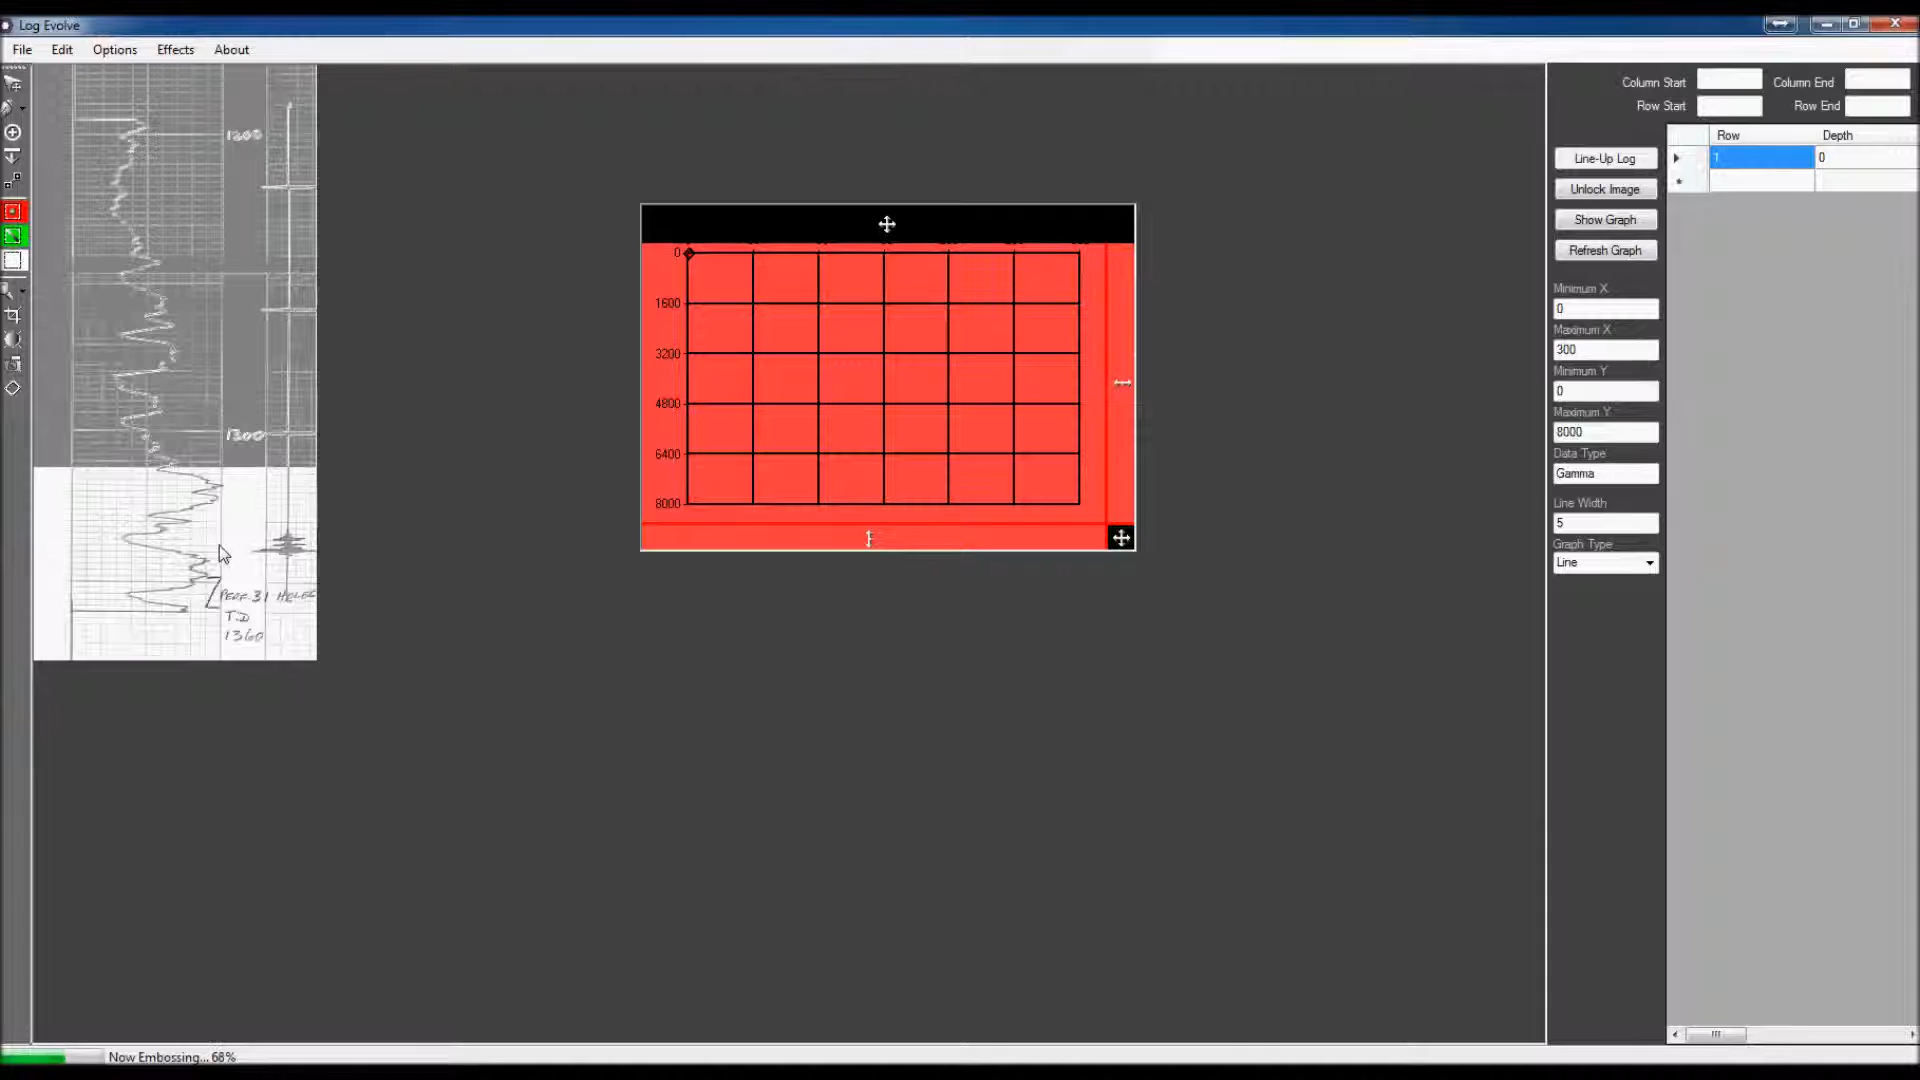 Log Evolve
File Edit Options Effects About
1300
PERF. 31 HOLES
T.D
1360
0
1600
3200
4800
6400
8000
Column Start Column End
Row Start Row End
Line-Up Log
Unlock Image
Show Graph
Refresh Graph
Minimum X
0
Maximum X
300
Minimum Y
0
Maximum Y
8000
Data Type
Gamma
Line Width
5
Graph Type
Line
Row Depth
1 0
Now Embossing... 68%